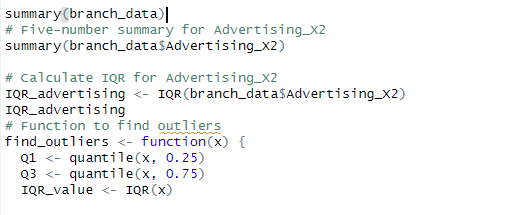 summary(branch_data)
# Five-number summary for Advertising_X2
summary(branch_data$Advertising_X2)
# Calculate IQR for Advertising_X2
IQR_advertising <- IQR(branch_data$Advertising_X2)
IQR_advertising
# Function to find outliers
find_outliers <- function(x) {
  Q1 <- quantile(x, 0.25)
  Q3 <- quantile(x, 0.75)
  IQR_value <- IQR(x)